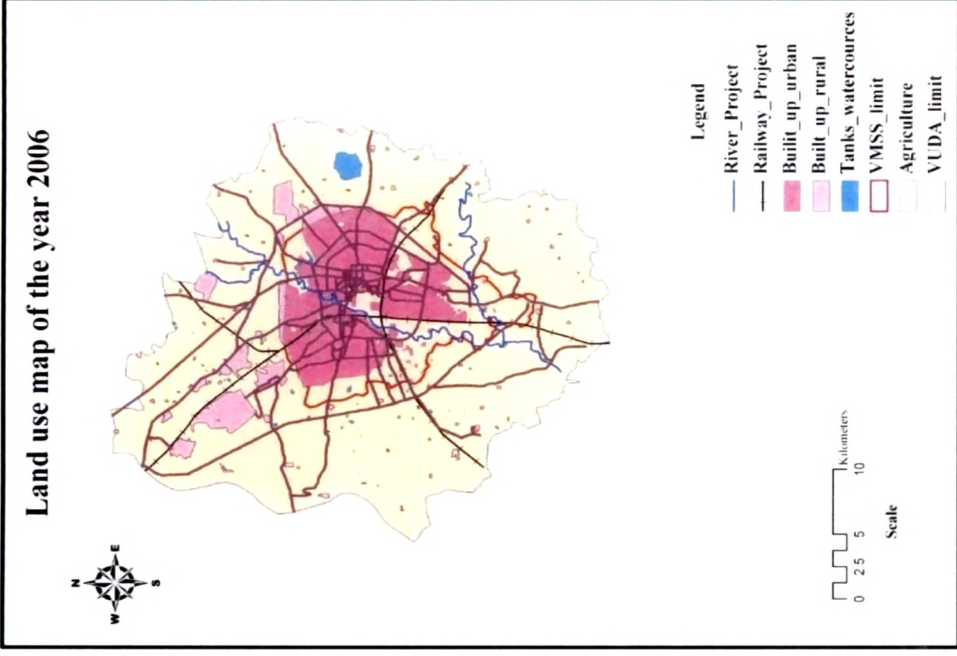 Land use map of the year 2006
N
W
E
S
Legend
River_Project
Railway_Project
Builit_up_urban
Built_up_rural
Tanks_watercources
VMSS_limit
Agriculture
VUDA_limit
Kilometers
0 2.5 5 10
Scale